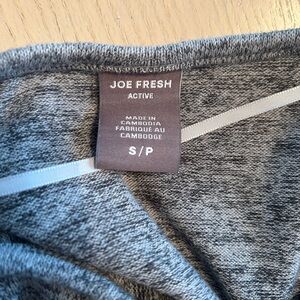 JOE FRESH
ACTIVE
MADE IN
CAMBODIA
FABRIQUÉ AU
CAMBODGE
S/P